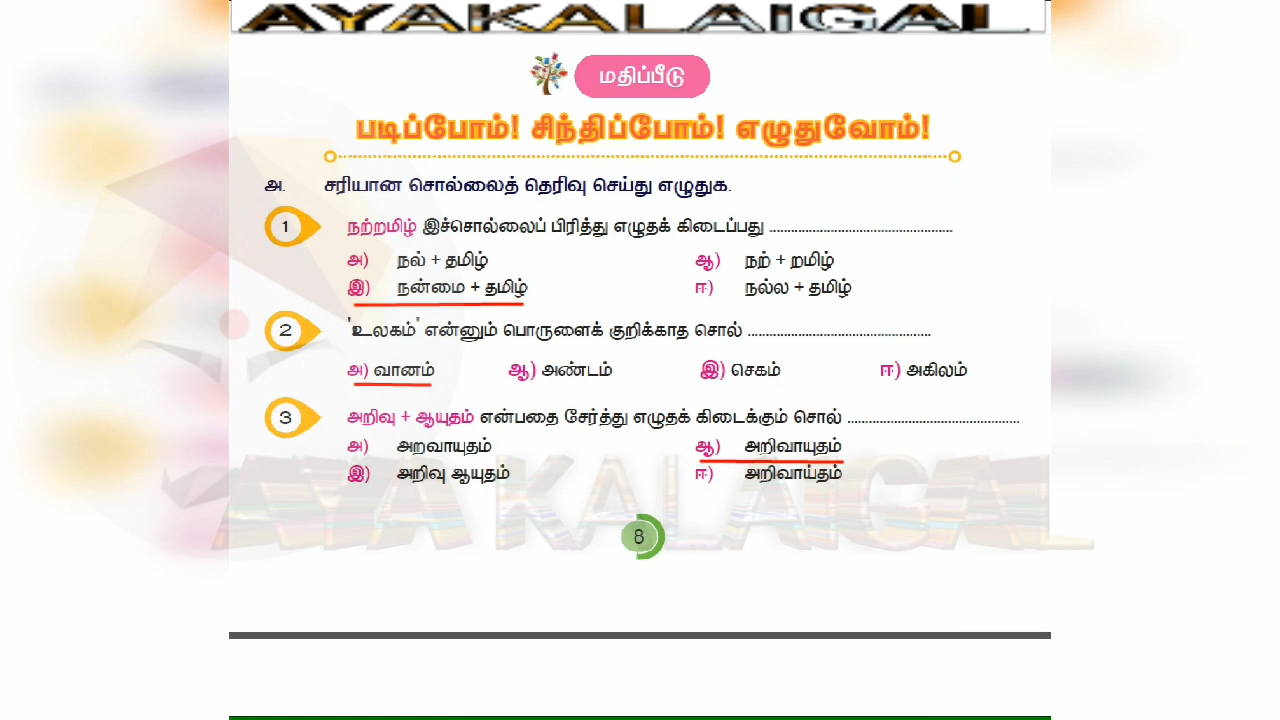 AYAKALAIGAL
மதிப்பீடு
படிப்போம்! சிந்திப்போம்! எழுதுவோம்!
அ. சரியான சொல்லைத் தெரிவு செய்து எழுதுக.
1 நற்றமிழ் இச்சொல்லைப் பிரித்து எழுதக் கிடைப்பது ..................................................
அ) நல் + தமிழ் ஆ) நற் + றமிழ்
இ) நன்மை + தமிழ் ஈ) நல்ல + தமிழ்
2 'உலகம்' என்னும் பொருளைக் குறிக்காத சொல் ..................................................
அ) வானம் ஆ) அண்டம் இ) செகம் ஈ) அகிலம்
3 அறிவு + ஆயுதம் என்பதை சேர்த்து எழுதக் கிடைக்கும் சொல் ...............................................
அ) அறவாயுதம் ஆ) அறிவாயுதம்
இ) அறிவு ஆயுதம் ஈ) அறிவாய்தம்
AYAKALAIGAL
8